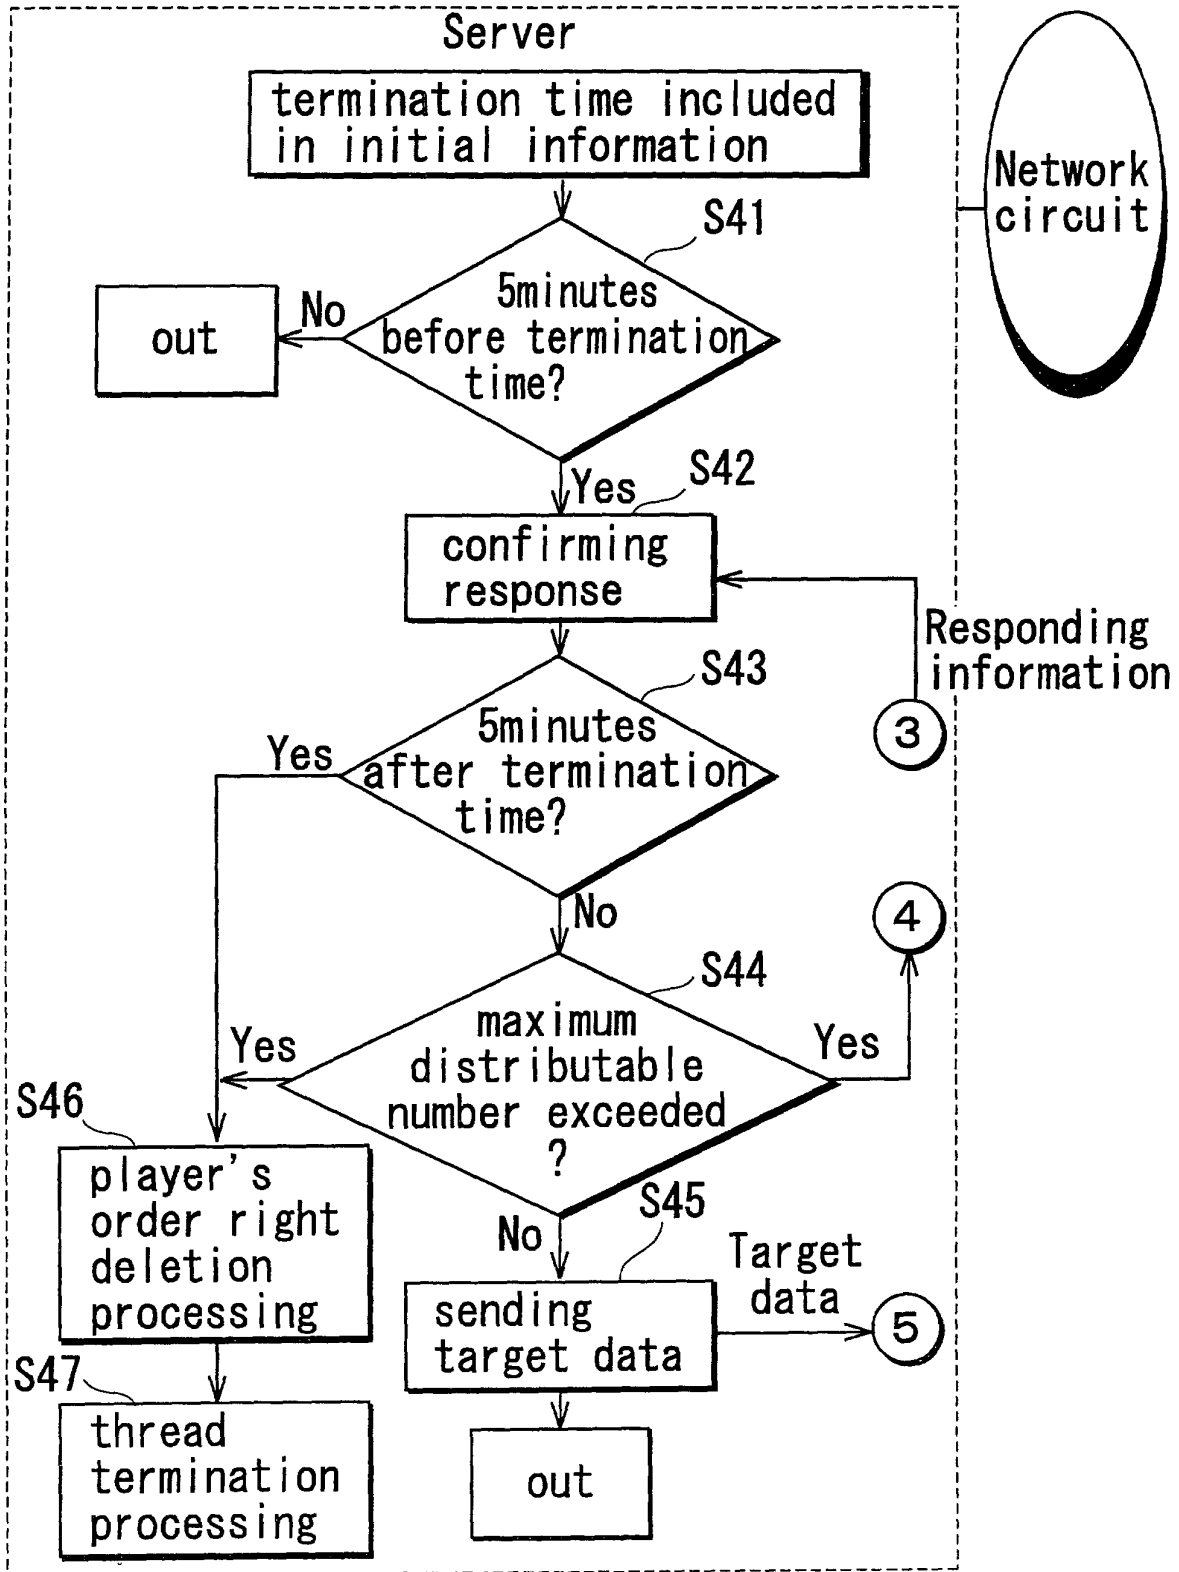 Server
termination time included
in initial information
Network
circuit
S41
5minutes
before termination
time?
No
out
Yes
S42
confirming
response
Responding
information
3
S43
5minutes
after termination
time?
Yes
No
4
S44
maximum
distributable
number exceeded
?
Yes
Yes
S46
player's
order right
deletion
processing
No
S45
sending
target data
Target
data
5
S47
thread
termination
processing
out